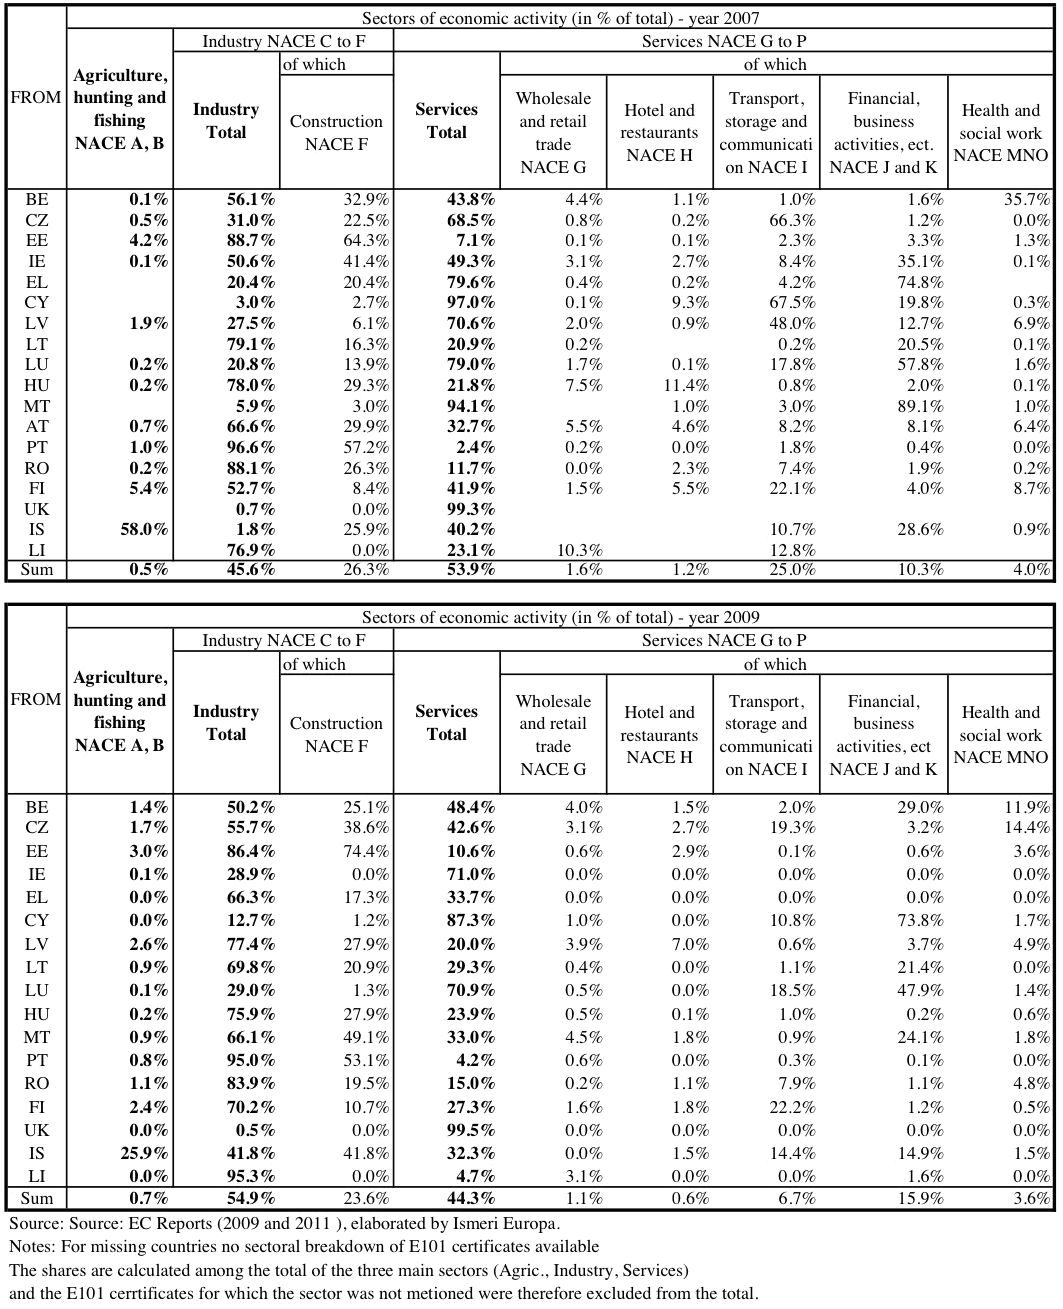 Sectors of economic activity (in % of total) - year 2007
Industry NACE C to F Services NACE G to P
of which of which
FROM Agriculture, hunting and fishing NACE A, B Industry Total Construction NACE F Services Total Wholesale and retail trade NACE G Hotel and restaurants NACE H Transport, storage and communicati on NACE I Financial, business activities, ect. NACE J and K Health and social work NACE MNO
BE 0.1% 56.1% 32.9% 43.8% 4.4% 1.1% 1.0% 1.6% 35.7%
CZ 0.5% 31.0% 22.5% 68.5% 0.8% 0.2% 66.3% 1.2% 0.0%
EE 4.2% 88.7% 64.3% 7.1% 0.1% 0.1% 2.3% 3.3% 1.3%
IE 0.1% 50.6% 41.4% 49.3% 3.1% 2.7% 8.4% 35.1% 0.1%
EL 20.4% 20.4% 79.6% 0.4% 0.2% 4.2% 74.8%
CY 3.0% 2.7% 97.0% 0.1% 9.3% 67.5% 19.8% 0.3%
LV 1.9% 27.5% 6.1% 70.6% 2.0% 0.9% 48.0% 12.7% 6.9%
LT 79.1% 16.3% 20.9% 0.2% 0.2% 20.5% 0.1%
LU 0.2% 20.8% 13.9% 79.0% 1.7% 0.1% 17.8% 57.8% 1.6%
HU 0.2% 78.0% 29.3% 21.8% 7.5% 11.4% 0.8% 2.0% 0.1%
MT 5.9% 3.0% 94.1% 1.0% 3.0% 89.1% 1.0%
AT 0.7% 66.6% 29.9% 32.7% 5.5% 4.6% 8.2% 8.1% 6.4%
PT 1.0% 96.6% 57.2% 2.4% 0.2% 0.0% 1.8% 0.4% 0.0%
RO 0.2% 88.1% 26.3% 11.7% 0.0% 2.3% 7.4% 1.9% 0.2%
FI 5.4% 52.7% 8.4% 41.9% 1.5% 5.5% 22.1% 4.0% 8.7%
UK 0.7% 0.0% 99.3%
IS 58.0% 1.8% 25.9% 40.2% 10.7% 28.6% 0.9%
LI 76.9% 0.0% 23.1% 10.3% 12.8%
Sum 0.5% 45.6% 26.3% 53.9% 1.6% 1.2% 25.0% 10.3% 4.0%
Sectors of economic activity (in % of total) - year 2009
Industry NACE C to F Services NACE G to P
of which of which
FROM Agriculture, hunting and fishing NACE A, B Industry Total Construction NACE F Services Total Wholesale and retail trade NACE G Hotel and restaurants NACE H Transport, storage and communicati on NACE I Financial, business activities, ect NACE J and K Health and social work NACE MNO
BE 1.4% 50.2% 25.1% 48.4% 4.0% 1.5% 2.0% 29.0% 11.9%
CZ 1.7% 55.7% 38.6% 42.6% 3.1% 2.7% 19.3% 3.2% 14.4%
EE 3.0% 86.4% 74.4% 10.6% 0.6% 2.9% 0.1% 0.6% 3.6%
IE 0.1% 28.9% 0.0% 71.0% 0.0% 0.0% 0.0% 0.0% 0.0%
EL 0.0% 66.3% 17.3% 33.7% 0.0% 0.0% 0.0% 0.0% 0.0%
CY 0.0% 12.7% 1.2% 87.3% 1.0% 0.0% 10.8% 73.8% 1.7%
LV 2.6% 77.4% 27.9% 20.0% 3.9% 7.0% 0.6% 3.7% 4.9%
LT 0.9% 69.8% 20.9% 29.3% 0.4% 0.0% 1.1% 21.4% 0.0%
LU 0.1% 29.0% 1.3% 70.9% 0.5% 0.0% 18.5% 47.9% 1.4%
HU 0.2% 75.9% 27.9% 23.9% 0.5% 0.1% 1.0% 0.2% 0.6%
MT 0.9% 66.1% 49.1% 33.0% 4.5% 1.8% 0.9% 24.1% 1.8%
PT 0.8% 95.0% 53.1% 4.2% 0.6% 0.0% 0.3% 0.1% 0.0%
RO 1.1% 83.9% 19.5% 15.0% 0.2% 1.1% 7.9% 1.1% 4.8%
FI 2.4% 70.2% 10.7% 27.3% 1.6% 1.8% 22.2% 1.2% 0.5%
UK 0.0% 0.5% 0.0% 99.5% 0.0% 0.0% 0.0% 0.0% 0.0%
IS 25.9% 41.8% 41.8% 32.3% 0.0% 1.5% 14.4% 14.9% 1.5%
LI 0.0% 95.3% 0.0% 4.7% 3.1% 0.0% 0.0% 1.6% 0.0%
Sum 0.7% 54.9% 23.6% 44.3% 1.1% 0.6% 6.7% 15.9% 3.6%
Source: Source: EC Reports (2009 and 2011 ), elaborated by Ismeri Europa.
Notes: For missing countries no sectoral breakdown of E101 certificates available
The shares are calculated among the total of the three main sectors (Agric., Industry, Services)
and the E101 cerrtificates for which the sector was not metioned were therefore excluded from the total.